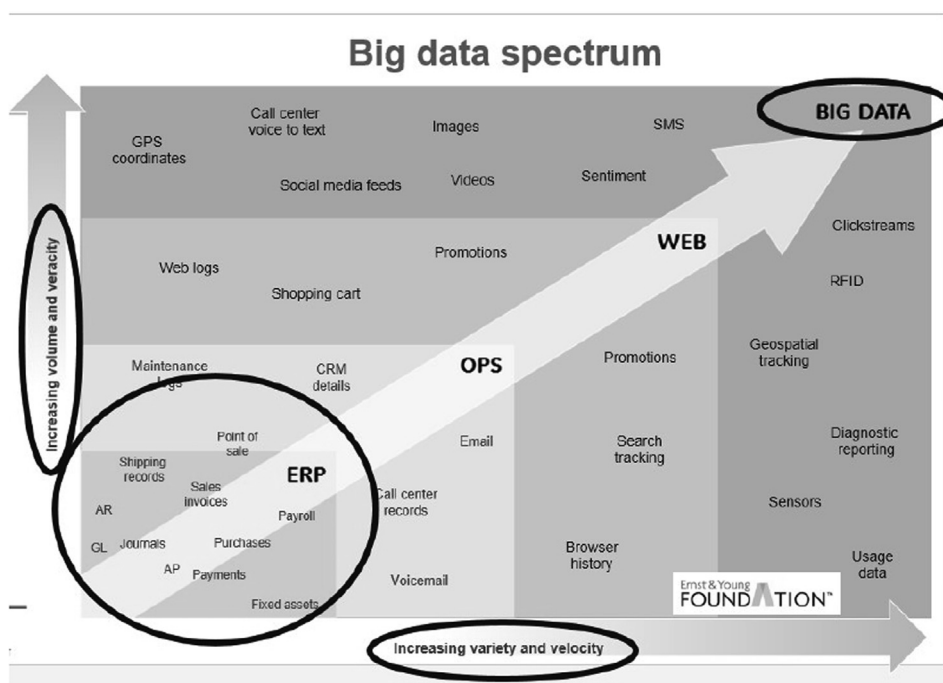 Big data spectrum
BIG DATA
Call center
voice to text
Images
SMS
GPS
coordinates
Social media feeds
Videos
Sentiment
Clickstreams
WEB
Promotions
Web logs
Shopping cart
RFID
Geospatial
tracking
Promotions
OPS
Maintenance
logs
CRM
details
Increasing volume and veracity
Point of
sale
Email
Search
tracking
Diagnostic
reporting
Shipping
records
ERP
Sales
invoices
Call center
records
Sensors
AR
Payroll
GL
Journals
Purchases
AP
Payments
Voicemail
Browser
history
Usage
data
Fixed assets
Ernst & Young
FOUNDATION™
Increasing variety and velocity